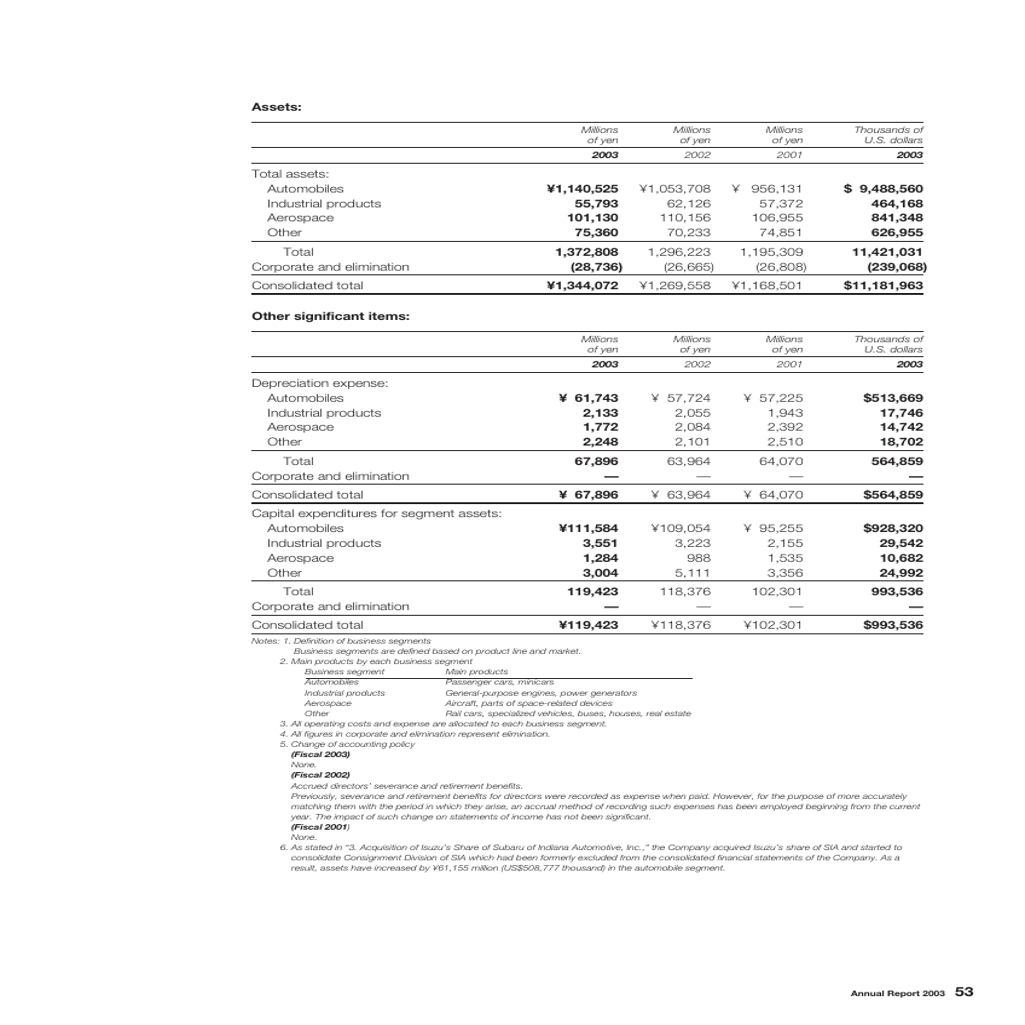 Assets:
Millions of yen Millions of yen Millions of yen Thousands of U.S. dollars
2003 2002 2001 2003
Total assets:
Automobiles ¥1,140,525 ¥1,053,708 ¥ 956,131 $ 9,488,560
Industrial products 55,793 62,126 57,372 464,168
Aerospace 101,130 110,156 106,955 841,348
Other 75,360 70,233 74,851 626,955
Total 1,372,808 1,296,223 1,195,309 11,421,031
Corporate and elimination (28,736) (26,665) (26,808) (239,068)
Consolidated total ¥1,344,072 ¥1,269,558 ¥1,168,501 $11,181,963
Other significant items:
Millions of yen Millions of yen Millions of yen Thousands of U.S. dollars
2003 2002 2001 2003
Depreciation expense:
Automobiles ¥ 61,743 ¥ 57,724 ¥ 57,225 $513,669
Industrial products 2,133 2,055 1,943 17,746
Aerospace 1,772 2,084 2,392 14,742
Other 2,248 2,101 2,510 18,702
Total 67,896 63,964 64,070 564,859
Corporate and elimination — — — —
Consolidated total ¥ 67,896 ¥ 63,964 ¥ 64,070 $564,859
Capital expenditures for segment assets:
Automobiles ¥111,584 ¥109,054 ¥ 95,255 $928,320
Industrial products 3,551 3,223 2,155 29,542
Aerospace 1,284 988 1,535 10,682
Other 3,004 5,111 3,356 24,992
Total 119,423 118,376 102,301 993,536
Corporate and elimination — — — —
Consolidated total ¥119,423 ¥118,376 ¥102,301 $993,536
Notes: 1. Definition of business segments
Business segments are defined based on product line and market.
2. Main products by each business segment
Business segment Main products
Automobiles Passenger cars, minicars
Industrial products General-purpose engines, power generators
Aerospace Aircraft, parts of space-related devices
Other Rail cars, specialized vehicles, buses, houses, real estate
3. All operating costs and expense are allocated to each business segment.
4. All figures in corporate and elimination represent elimination.
5. Change of accounting policy
(Fiscal 2003)
None.
(Fiscal 2002)
Accrued directors' severance and retirement benefits.
Previously, severance and retirement benefits for directors were recorded as expense when paid. However, for the purpose of more accurately
matching them with the period in which they arise, an accrual method of recording such expenses has been employed beginning from the current
year. The impact of such change on statements of income has not been significant.
(Fiscal 2001)
None.
6. As stated in "3. Acquisition of Isuzu's Share of Subaru of Indiana Automotive, Inc.," the Company acquired Isuzu's share of SIA and started to
consolidate Consignment Division of SIA which had been formerly excluded from the consolidated financial statements of the Company. As a
result, assets have increased by ¥61,155 million (US$508,777 thousand) in the automobile segment.
Annual Report 2003 53